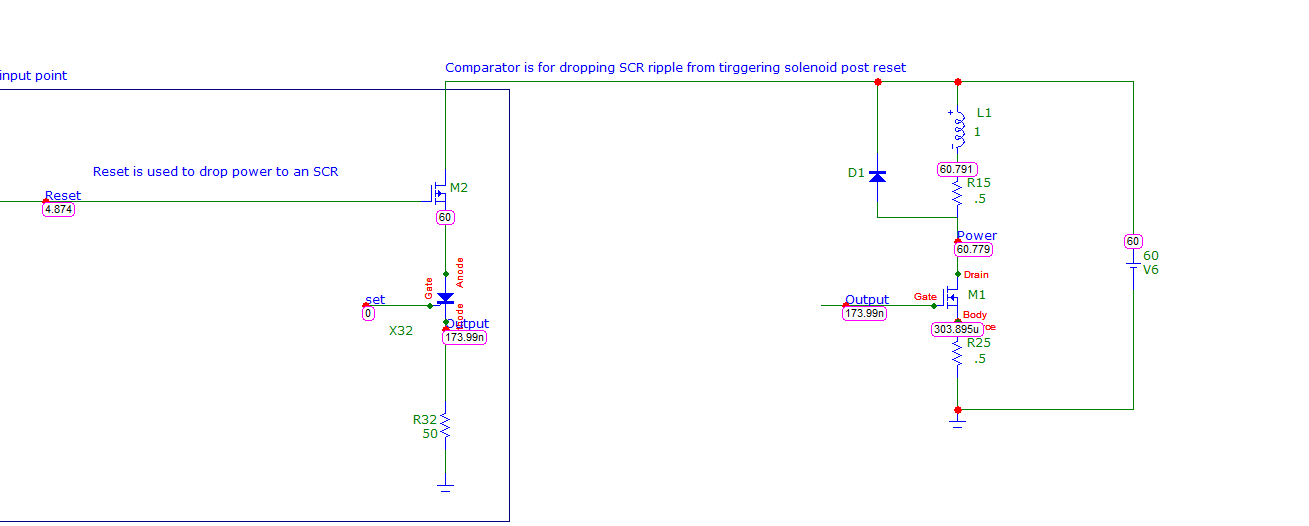 Comparator is for dropping SCR ripple from tirggering solenoid post reset
input point
L1
1
Reset is used to drop power to an SCR
D1
60.791
R15
.5
M2
Reset
4.874
60
Power
60.779
60
60
V6
Anode
Gate
Drain
set
0
Output
173.99n
X32
Output
173.99n
Gate
M1
Body
303.895u
ce
R25
.5
R32
50